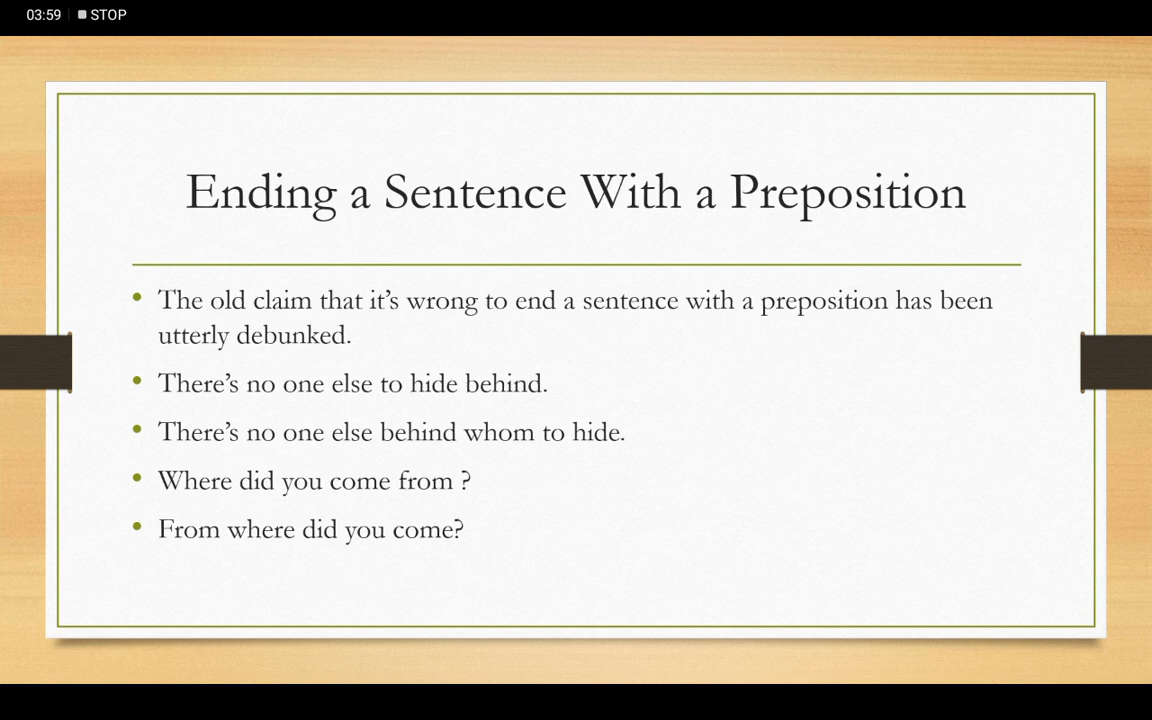 03:59 STOP
Ending a Sentence With a Preposition
• The old claim that it’s wrong to end a sentence with a preposition has been
utterly debunked.
• There’s no one else to hide behind.
• There’s no one else behind whom to hide.
• Where did you come from ?
• From where did you come?